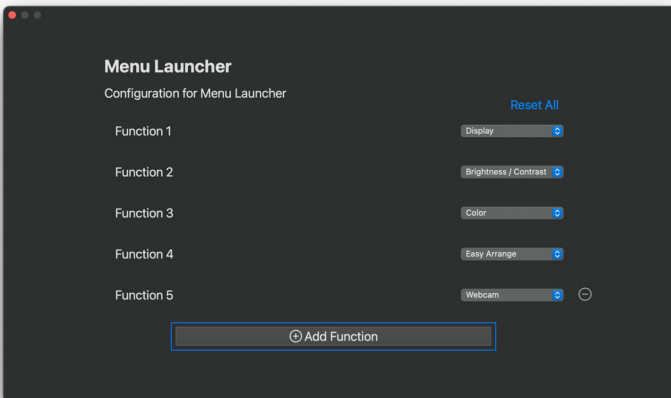 Menu Launcher
Configuration for Menu Launcher
Reset All
Function 1 Display
Function 2 Brightness / Contrast
Function 3 Color
Function 4 Easy Arrange
Function 5 Webcam
Add Function